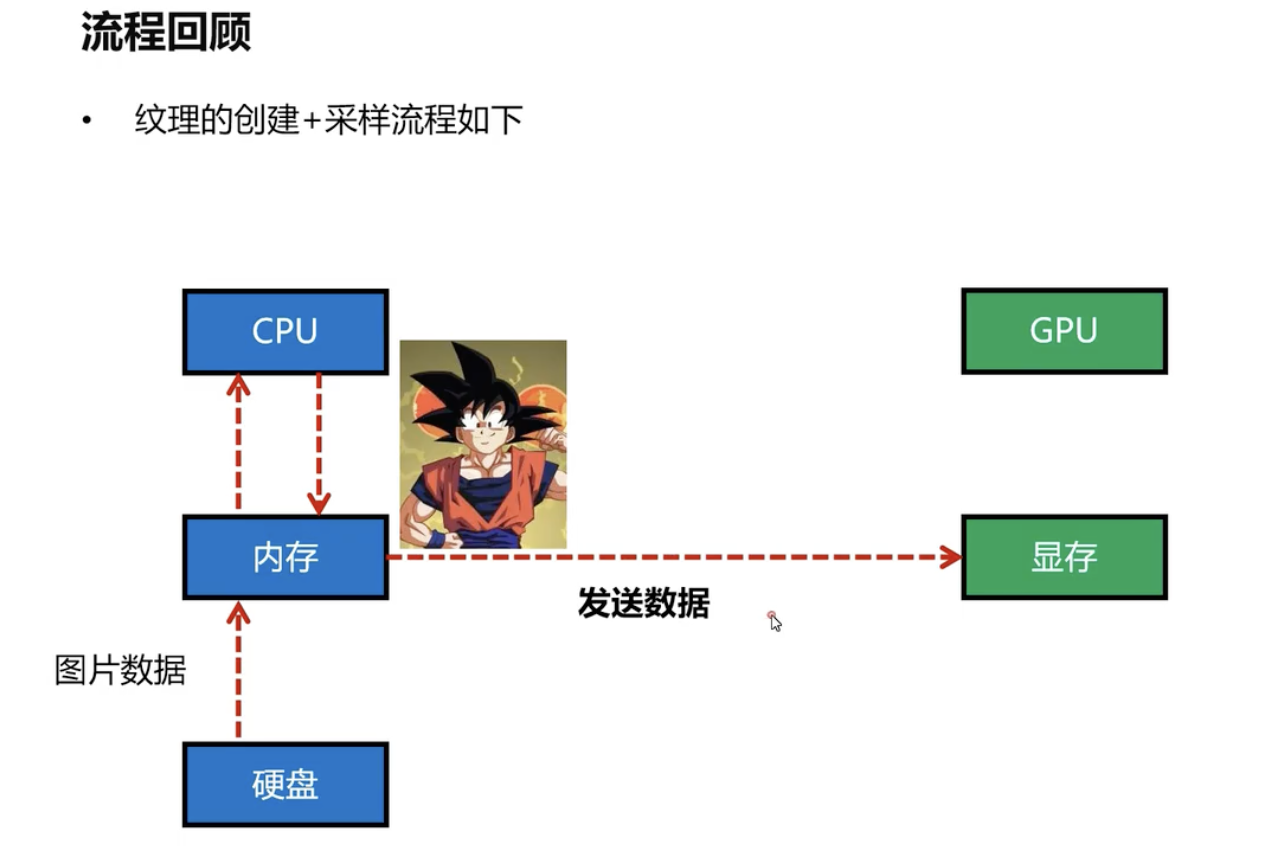 流程回顾
• 纹理的创建+采样流程如下
CPU
GPU
内存
显存
发送数据
图片数据
硬盘